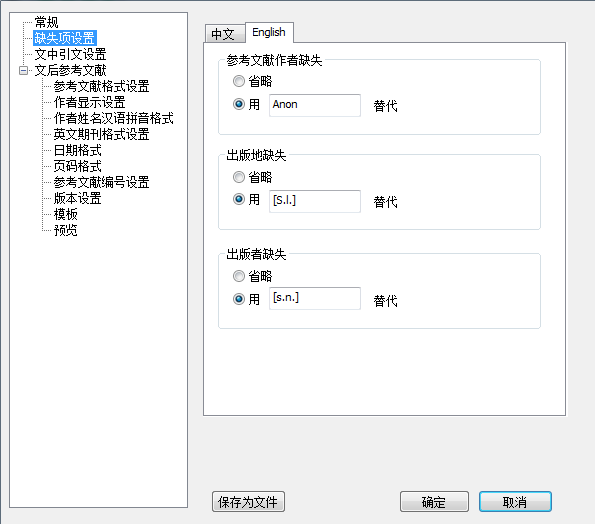 常规
缺失项设置
文中引文设置
文后参考文献
参考文献格式设置
作者显示设置
作者姓名汉语拼音格式
英文期刊格式设置
日期格式
页码格式
参考文献编号设置
版本设置
模板
预览
中文 English
参考文献作者缺失
省略
用 Anon 替代
出版地缺失
省略
用 [S.l.] 替代
出版者缺失
省略
用 [s.n.] 替代
保存为文件 确定 取消